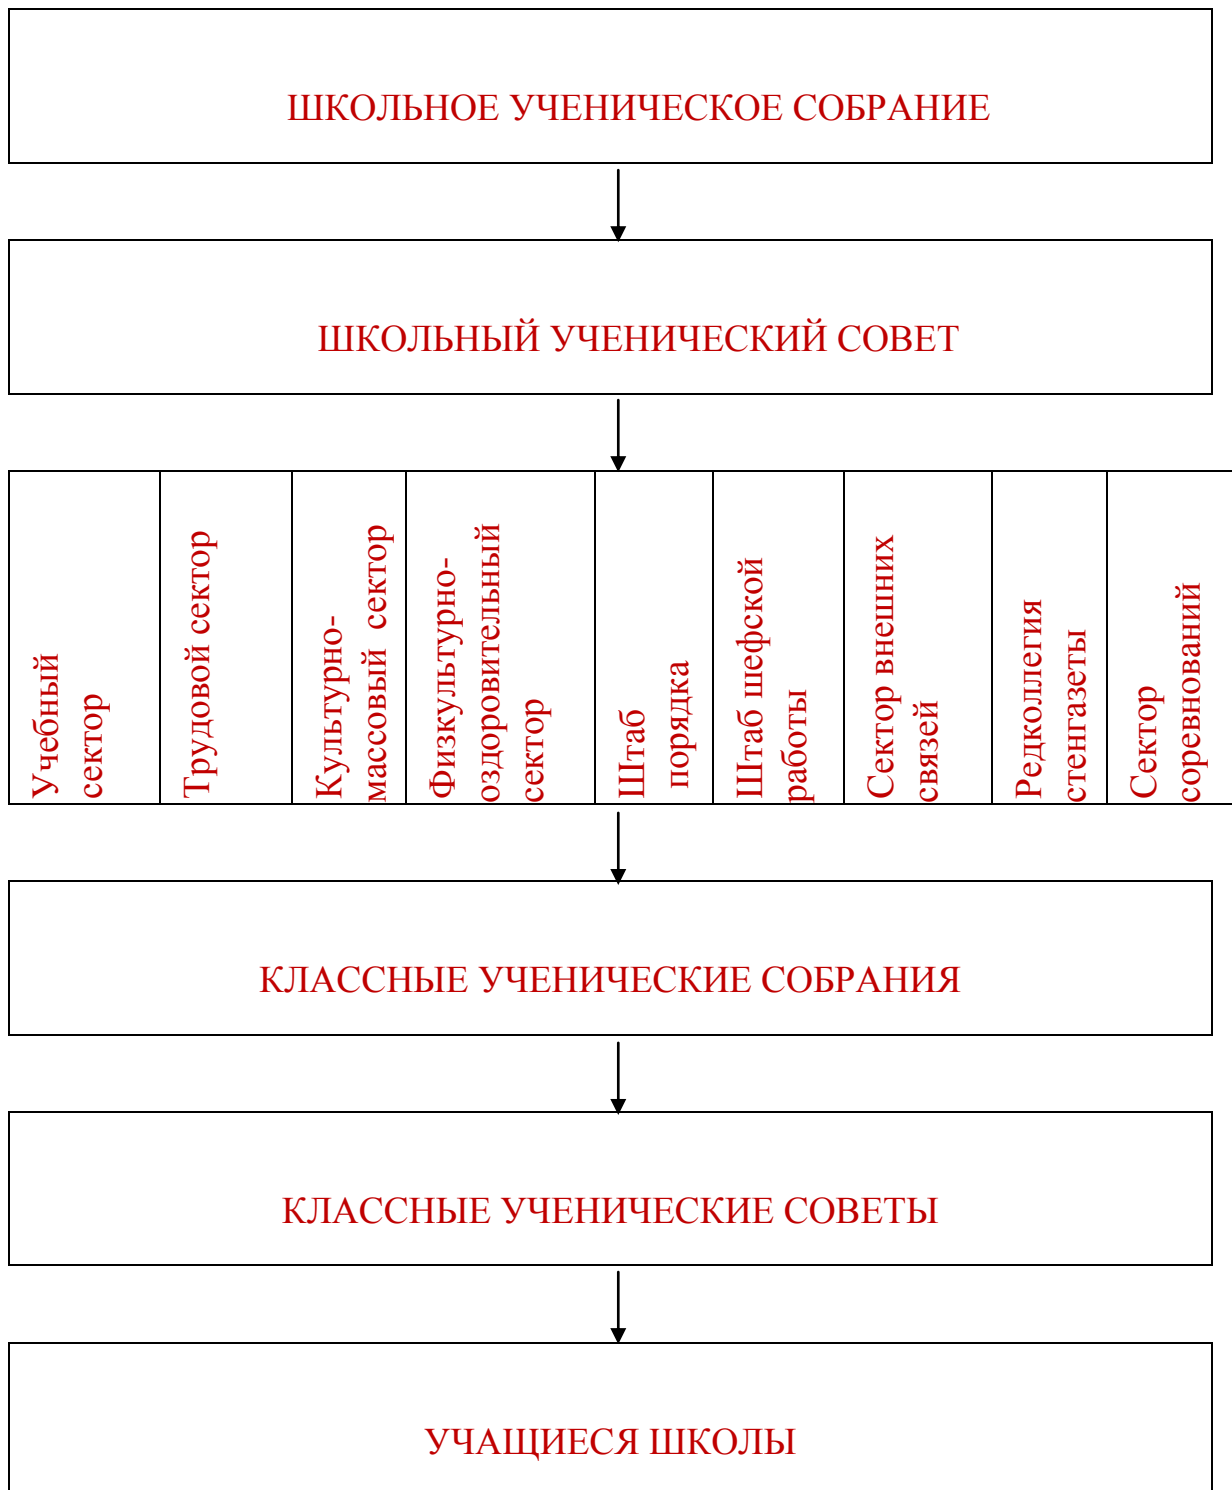 ШКОЛЬНОЕ УЧЕНИЧЕСКОЕ СОБРАНИЕ
ШКОЛЬНЫЙ УЧЕНИЧЕСКИЙ СОВЕТ
Учебный
сектор
Трудовой сектор
Культурно-
массовый сектор
Физкультурно-
оздоровительный
сектор
Штаб
порядка
Штаб шефской
работы
Сектор внешних
связей
Редколлегия
стенгазеты
Сектор
соревнований
КЛАССНЫЕ УЧЕНИЧЕСКИЕ СОБРАНИЯ
КЛАССНЫЕ УЧЕНИЧЕСКИЕ СОВЕТЫ
УЧАЩИЕСЯ ШКОЛЫ